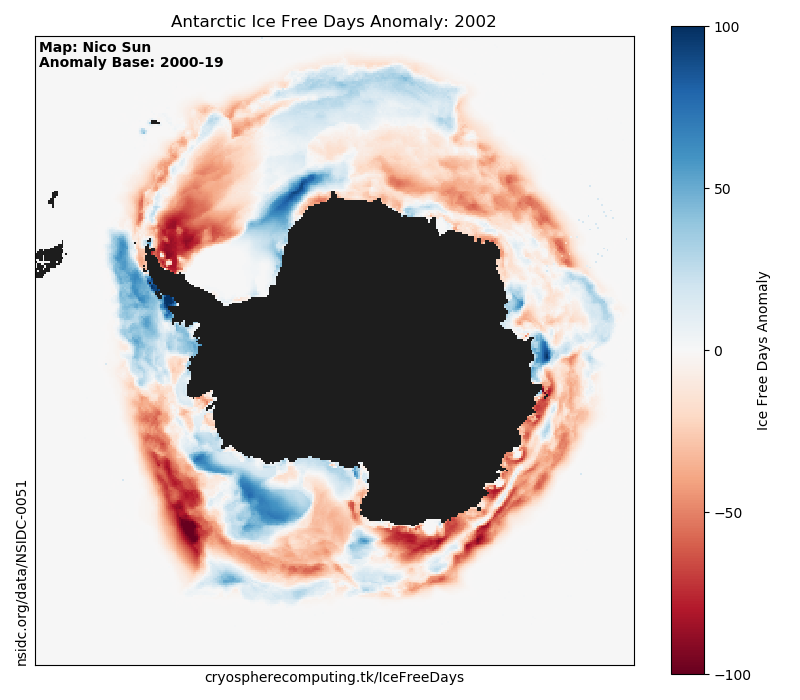 Antarctic Ice Free Days Anomaly: 2002
Map: Nico Sun
Anomaly Base: 2000-19
nsidc.org/data/NSIDC-0051
cryospherecomputing.tk/IceFreeDays
100
50
0
−50
−100
Ice Free Days Anomaly